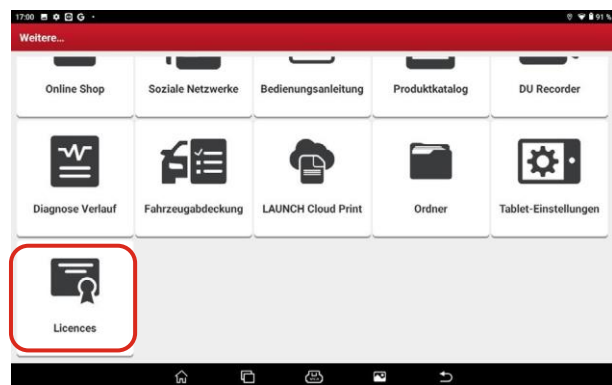 17:00 G
91 %
Weitere...
Online Shop Soziale Netzwerke Bedienungsanleitung Produktkatalog DU Recorder
Diagnose Verlauf Fahrzeugabdeckung LAUNCH Cloud Print Ordner Tablet-Einstellungen
Licences